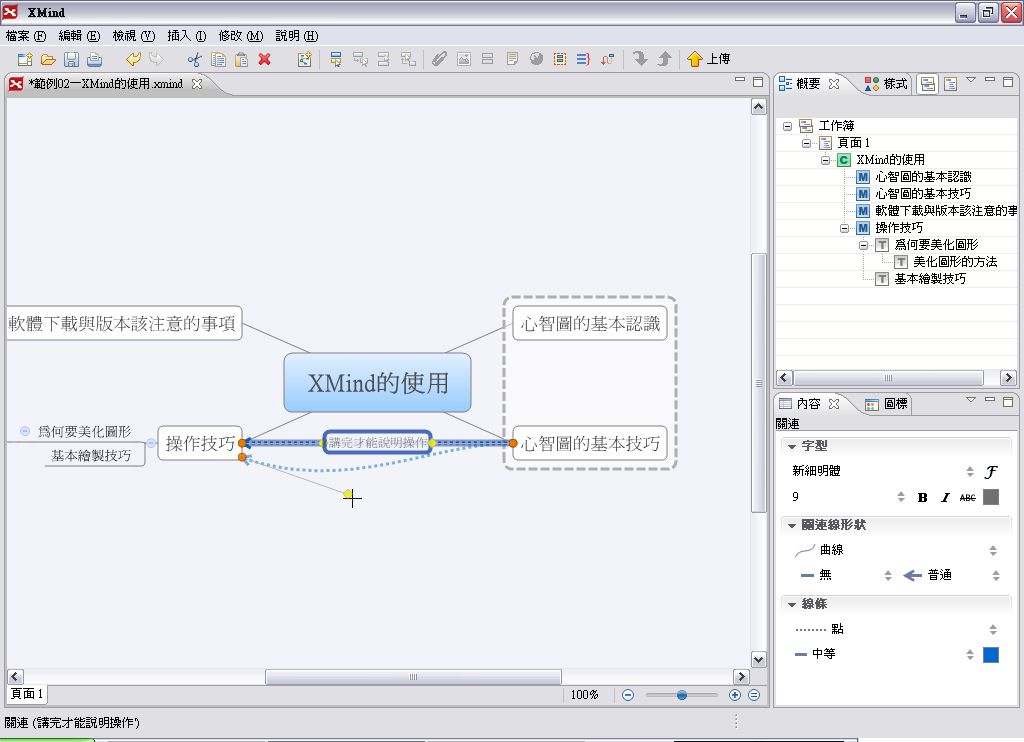 XMind
檔案 (F) 編輯 (E) 檢視 (V) 插入 (I) 修改 (M) 說明 (H)
上傳
*範例02一XMind的使用.xmind
概要
樣式
工作簿
頁面 1
C XMind的使用
M 心智圖的基本認識
M 心智圖的基本技巧
M 軟體下載與版本該注意的事
M 操作技巧
T 為何要美化圖形
T 美化圖形的方法
T 基本繪製技巧
軟體下載與版本該注意的事項
心智圖的基本認識
XMind的使用
為何要美化圖形
基本繪製技巧
操作技巧
講完才能說明操作
心智圖的基本技巧
內容
圖標
關連
字型
新細明體
F
9
B I ABC
關連線形狀
曲線
無
普通
線條
點
中等
頁面 1
100%
關連 (‘講完才能說明操作’)